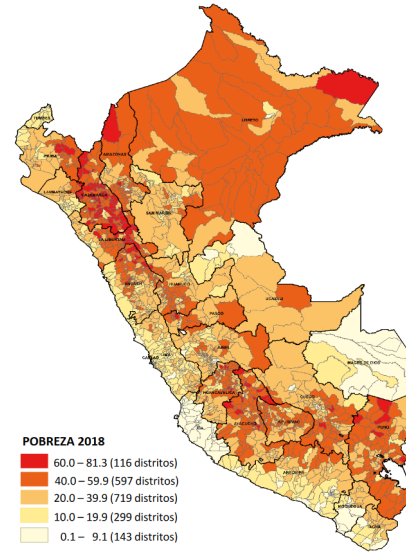 TUMBES
PIURA
LORETO
AMAZONAS
LAMBAYEQUE
CAJAMARCA
SAN MARTIN
LA LIBERTAD
ANCASH
HUANUCO
UCAYALI
PASCO
JUNIN
CALLAO
LIMA
MADRE DE DIOS
HUANCAVELICA
CUSCO
AYACUCHO
APURIMAC
PUNO
AREQUIPA
MOQUEGUA
TACNA
POBREZA 2018
60.0 – 81.3 (116 distritos)
40.0 – 59.9 (597 distritos)
20.0 – 39.9 (719 distritos)
10.0 – 19.9 (299 distritos)
0.1 – 9.1 (143 distritos)